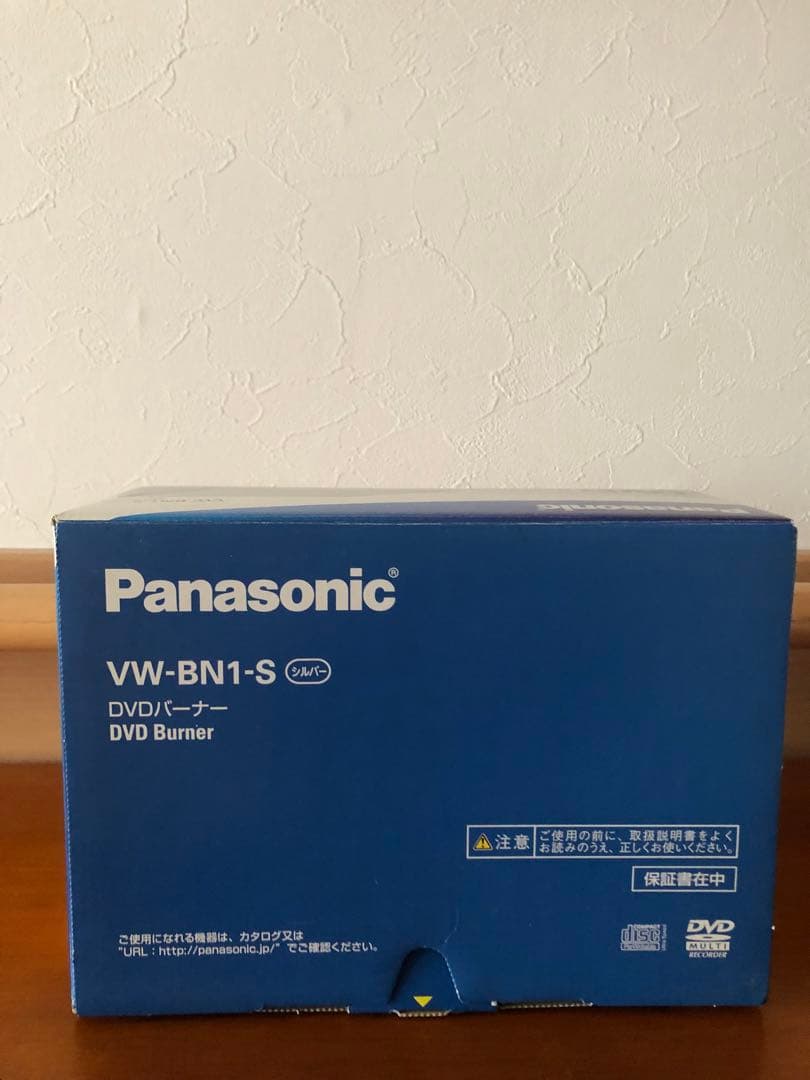 Panasonic
Panasonic®
VW-BN1-S シルバー
DVDバーナー
DVD Burner
注意 ご使用の前に、取扱説明書をよく
お読みのうえ、正しくお使いください。
保証書在中
ご使用になれる機器は、カタログ又は
"URL：http://panasonic.jp/" でご確認ください。
COMPACT
disc
DVD
MULTI
RECORDER